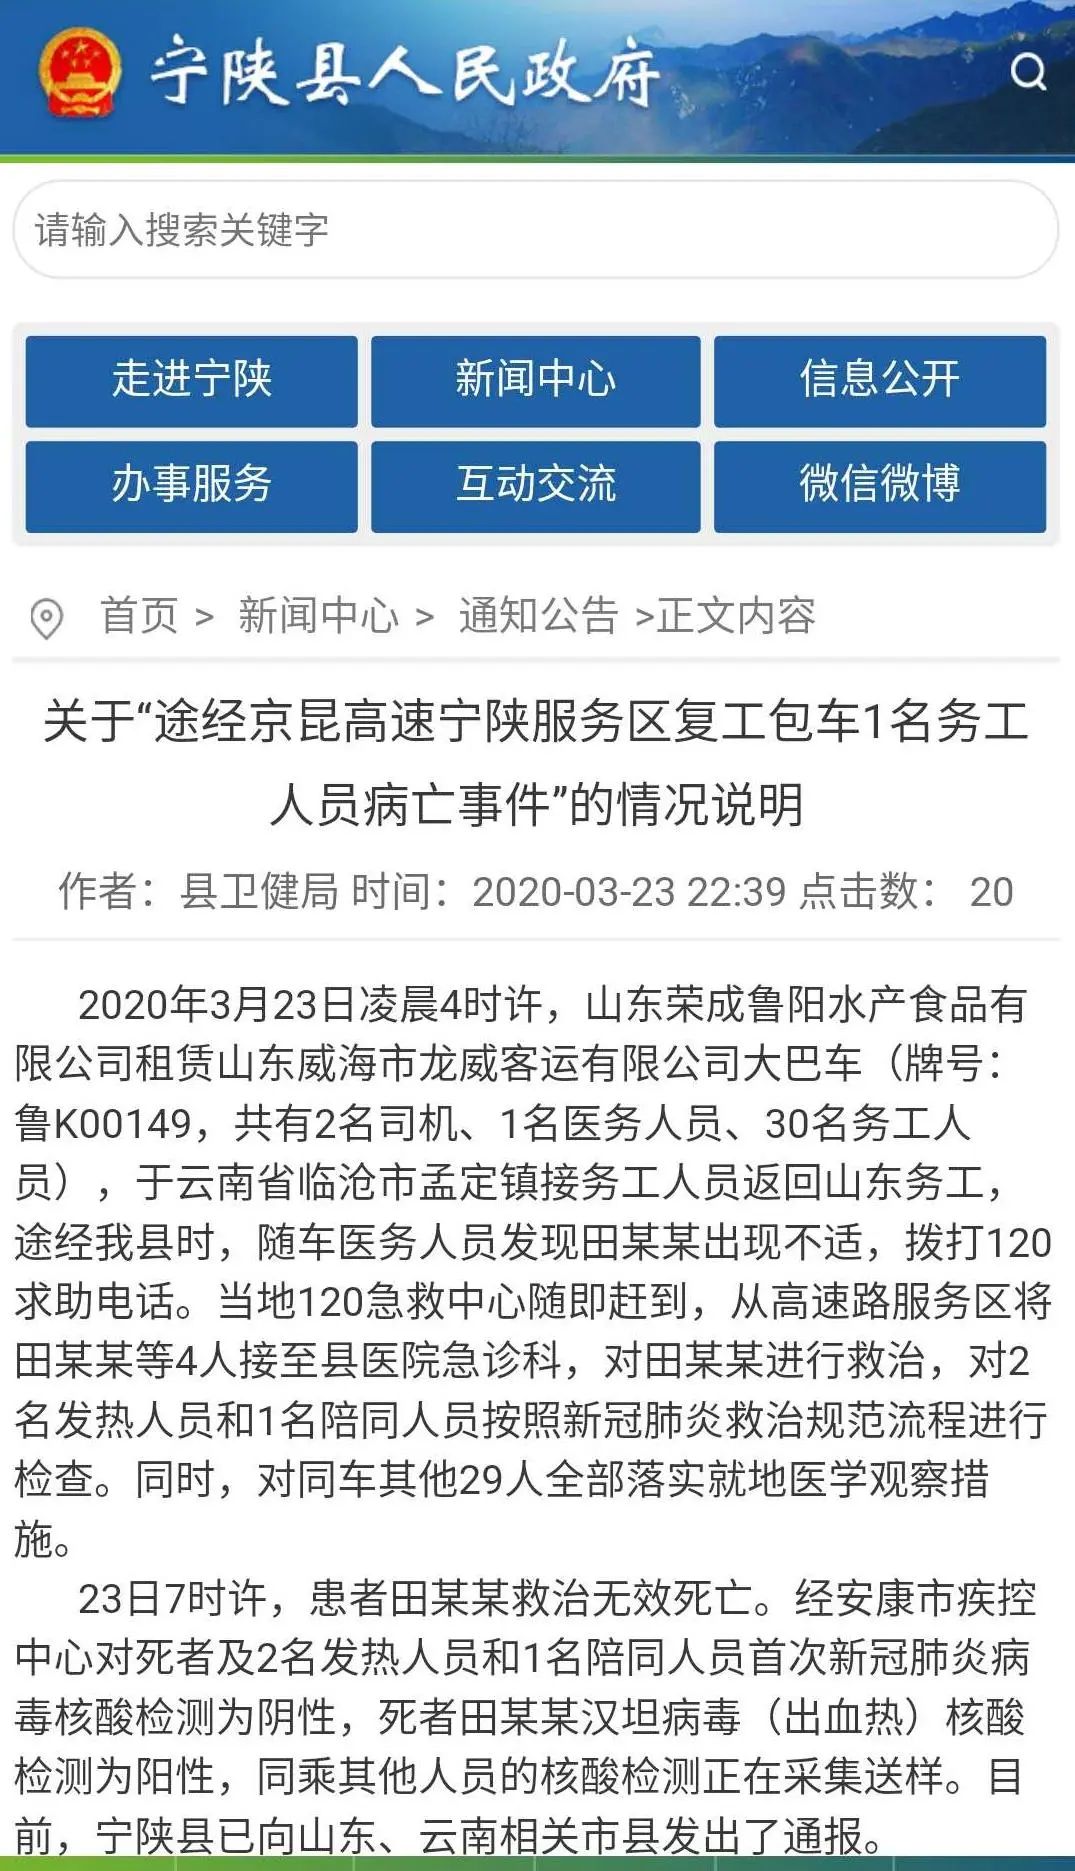 宁陕县人民政府
请输入搜索关键字
走进宁陕 新闻中心 信息公开
办事服务 互动交流 微信微博
首页 > 新闻中心 > 通知公告 >正文内容
关于“途经京昆高速宁陕服务区复工包车1名务工
人员病亡事件”的情况说明
作者：县卫健局 时间：2020-03-23 22:39 点击数： 20
2020年3月23日凌晨4时许，山东荣成鲁阳水产食品有
限公司租赁山东威海市龙威客运有限公司大巴车（牌号：
鲁K00149，共有2名司机、1名医务人员、30名务工人
员），于云南省临沧市孟定镇接务工人员返回山东务工，
途经我县时，随车医务人员发现田某某出现不适，拨打120
求助电话。当地120急救中心随即赶到，从高速路服务区将
田某某等4人接至县医院急诊科，对田某某进行救治，对2
名发热人员和1名陪同人员按照新冠肺炎救治规范流程进行
检查。同时，对同车其他29人全部落实就地医学观察措
施。
23日7时许，患者田某某救治无效死亡。经安康市疾控
中心对死者及2名发热人员和1名陪同人员首次新冠肺炎病
毒核酸检测为阴性，死者田某某汉坦病毒（出血热）核酸
检测为阳性，同乘其他人员的核酸检测正在采集送样。目
前，宁陕县已向山东、云南相关市县发出了通报。